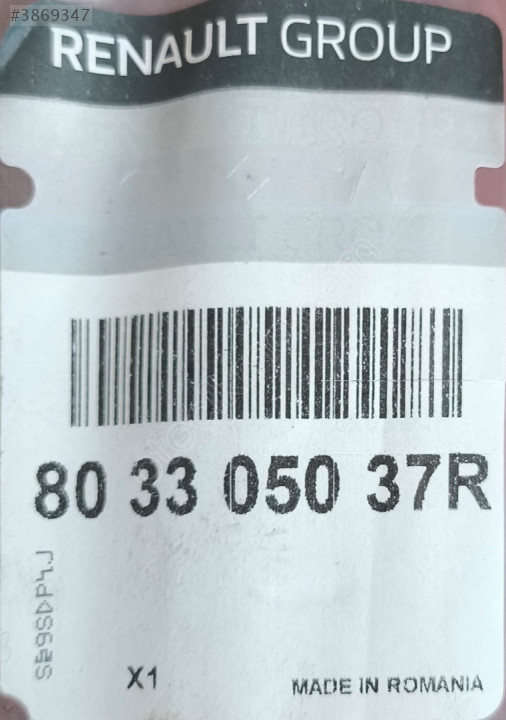 #3869347
RENAULT GROUP
80 33 050 37R
X1
MADE IN ROMANIA